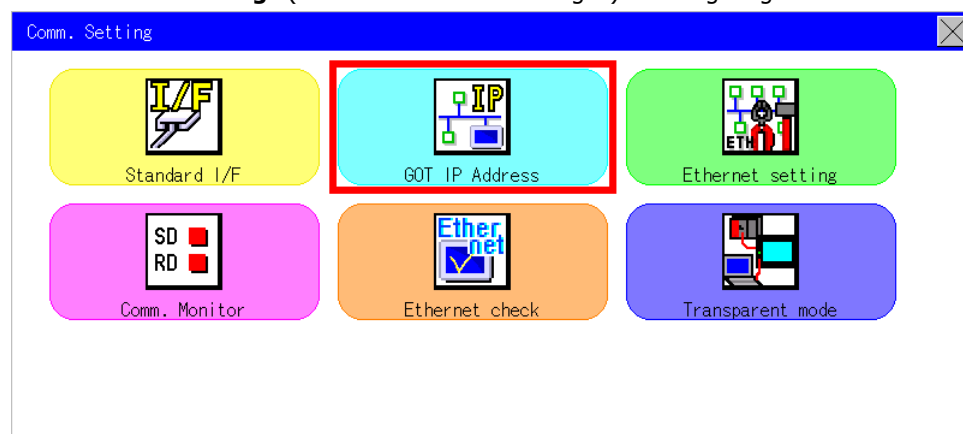 Comm. Setting
I/F
Standard I/F
IP
GOT IP Address
ETH
Ethernet setting
SD
RD
Comm. Monitor
Ether
net
Ethernet check
Transparent mode